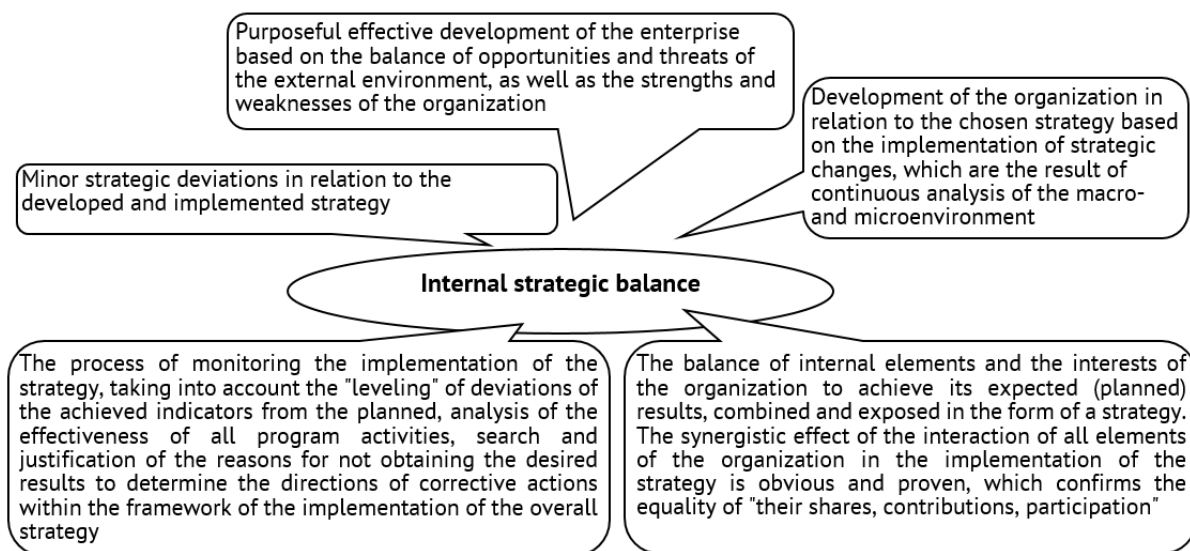 Purposeful effective development of the enterprise
based on the balance of opportunities and threats of
the external environment, as well as the strengths and
weaknesses of the organization
Development of the organization in
relation to the chosen strategy based
on the implementation of strategic
changes, which are the result of
continuous analysis of the macro-
and microenvironment
Minor strategic deviations in relation to the
developed and implemented strategy
Internal strategic balance
The process of monitoring the implementation of the
strategy, taking into account the "leveling" of deviations of
the achieved indicators from the planned, analysis of the
effectiveness of all program activities, search and
justification of the reasons for not obtaining the desired
results to determine the directions of corrective actions
within the framework of the implementation of the overall
strategy
The balance of internal elements and the interests of
the organization to achieve its expected (planned)
results, combined and exposed in the form of a strategy.
The synergistic effect of the interaction of all elements
of the organization in the implementation of the
strategy is obvious and proven, which confirms the
equality of "their shares, contributions, participation"